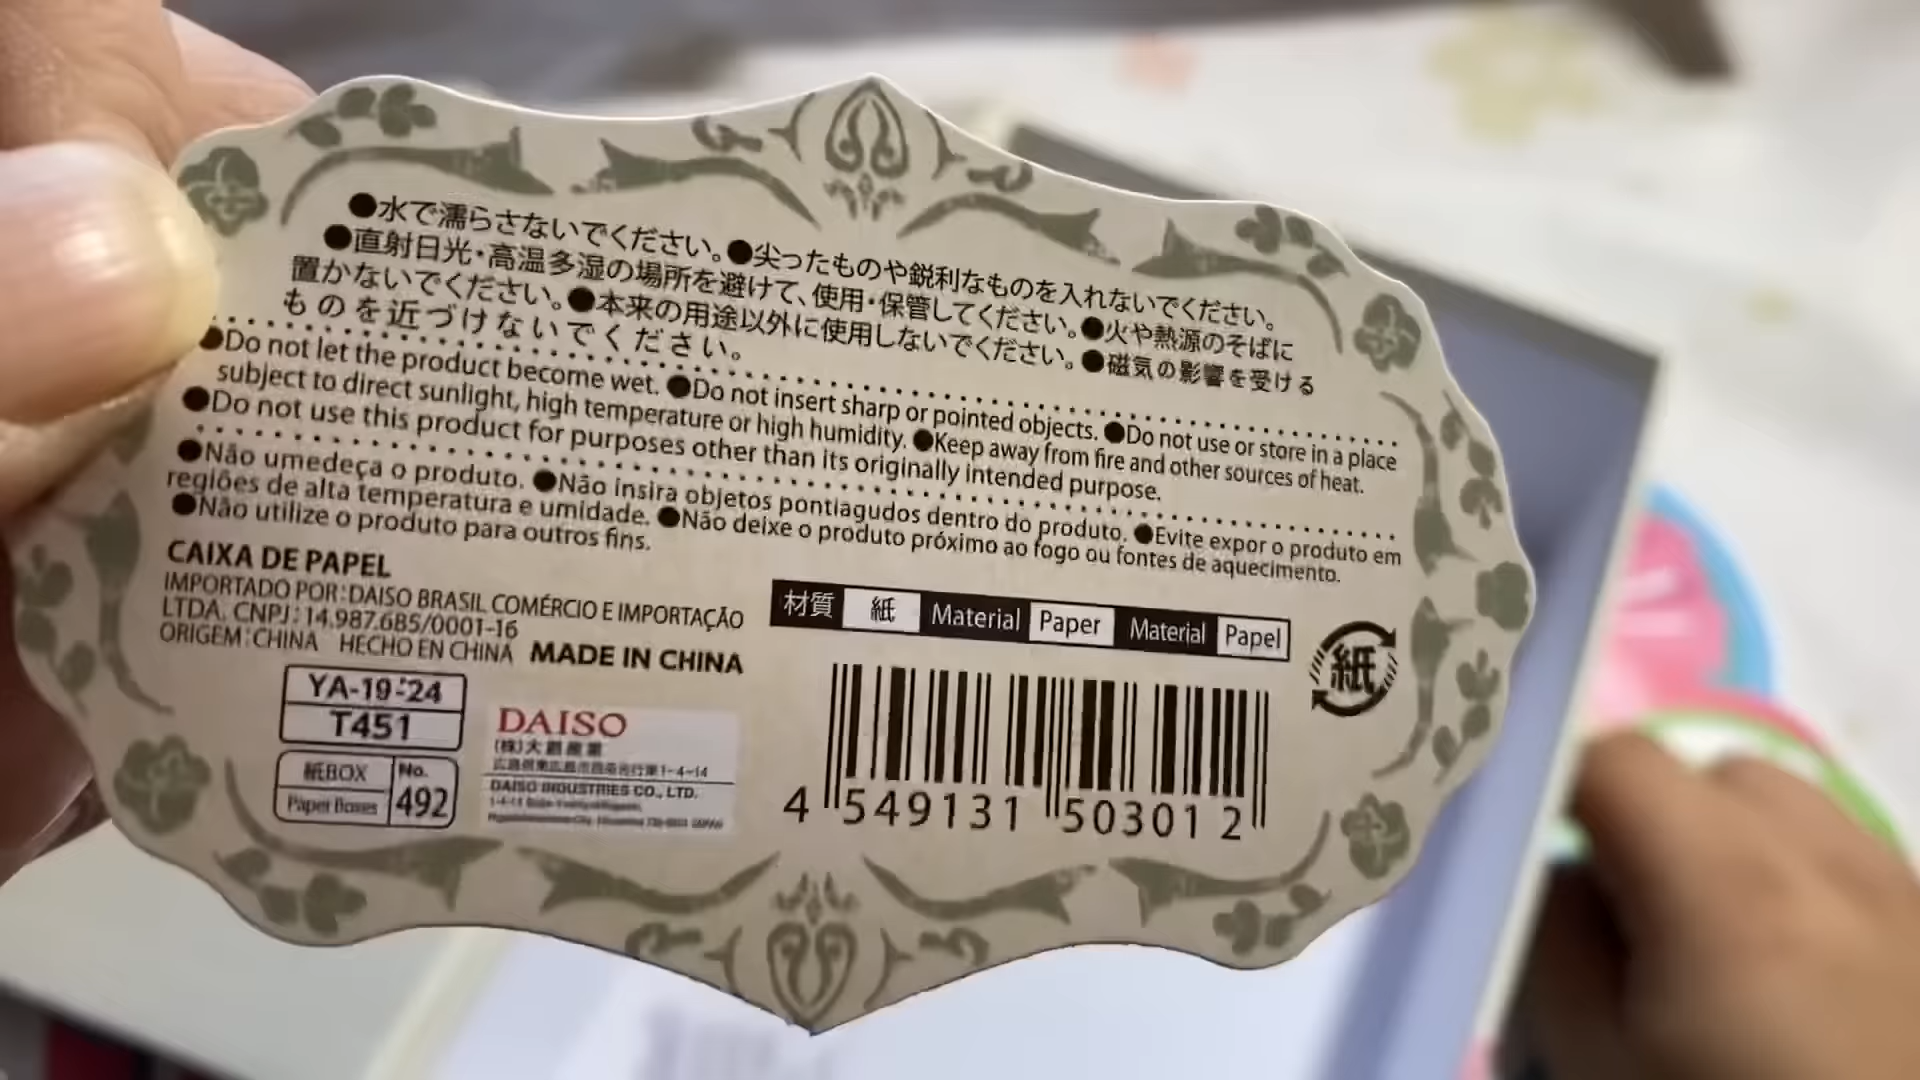 ●水で濡らさないでください。●尖ったものや鋭利なものを入れないでください。
●直射日光・高温多湿の場所を避けて、使用・保管してください。●火や熱源のそばに
置かないでください。●本来の用途以外に使用しないでください。●磁気の影響を受ける
ものを近づけないでください。
●Do not let the product become wet. ●Do not insert sharp or pointed objects. ●Do not use or store in a place
subject to direct sunlight, high temperature or high humidity. ●Keep away from fire and other sources of heat.
●Do not use this product for purposes other than its originally intended purpose.
●Não umedeça o produto. ●Não insira objetos pontiagudos dentro do produto. ●Evite expor o produto em
regiões de alta temperatura e umidade. ●Não deixe o produto próximo ao fogo ou fontes de aquecimento.
●Não utilize o produto para outros fins.
CAIXA DE PAPEL
IMPORTADO POR:DAISO BRASIL COMÉRCIO E IMPORTAÇÃO
LTDA. CNPJ:14.987.685/0001-16
ORIGEM:CHINA HECHO EN CHINA MADE IN CHINA
材質 紙 Material Paper Material Papel
紙
YA-19-'24
T451
紙BOX
Paper Boxes
No.
492
DAISO
(株)大創産業
1-4-14
DAISO INDUSTRIES CO., LTD.
4 549131 503012